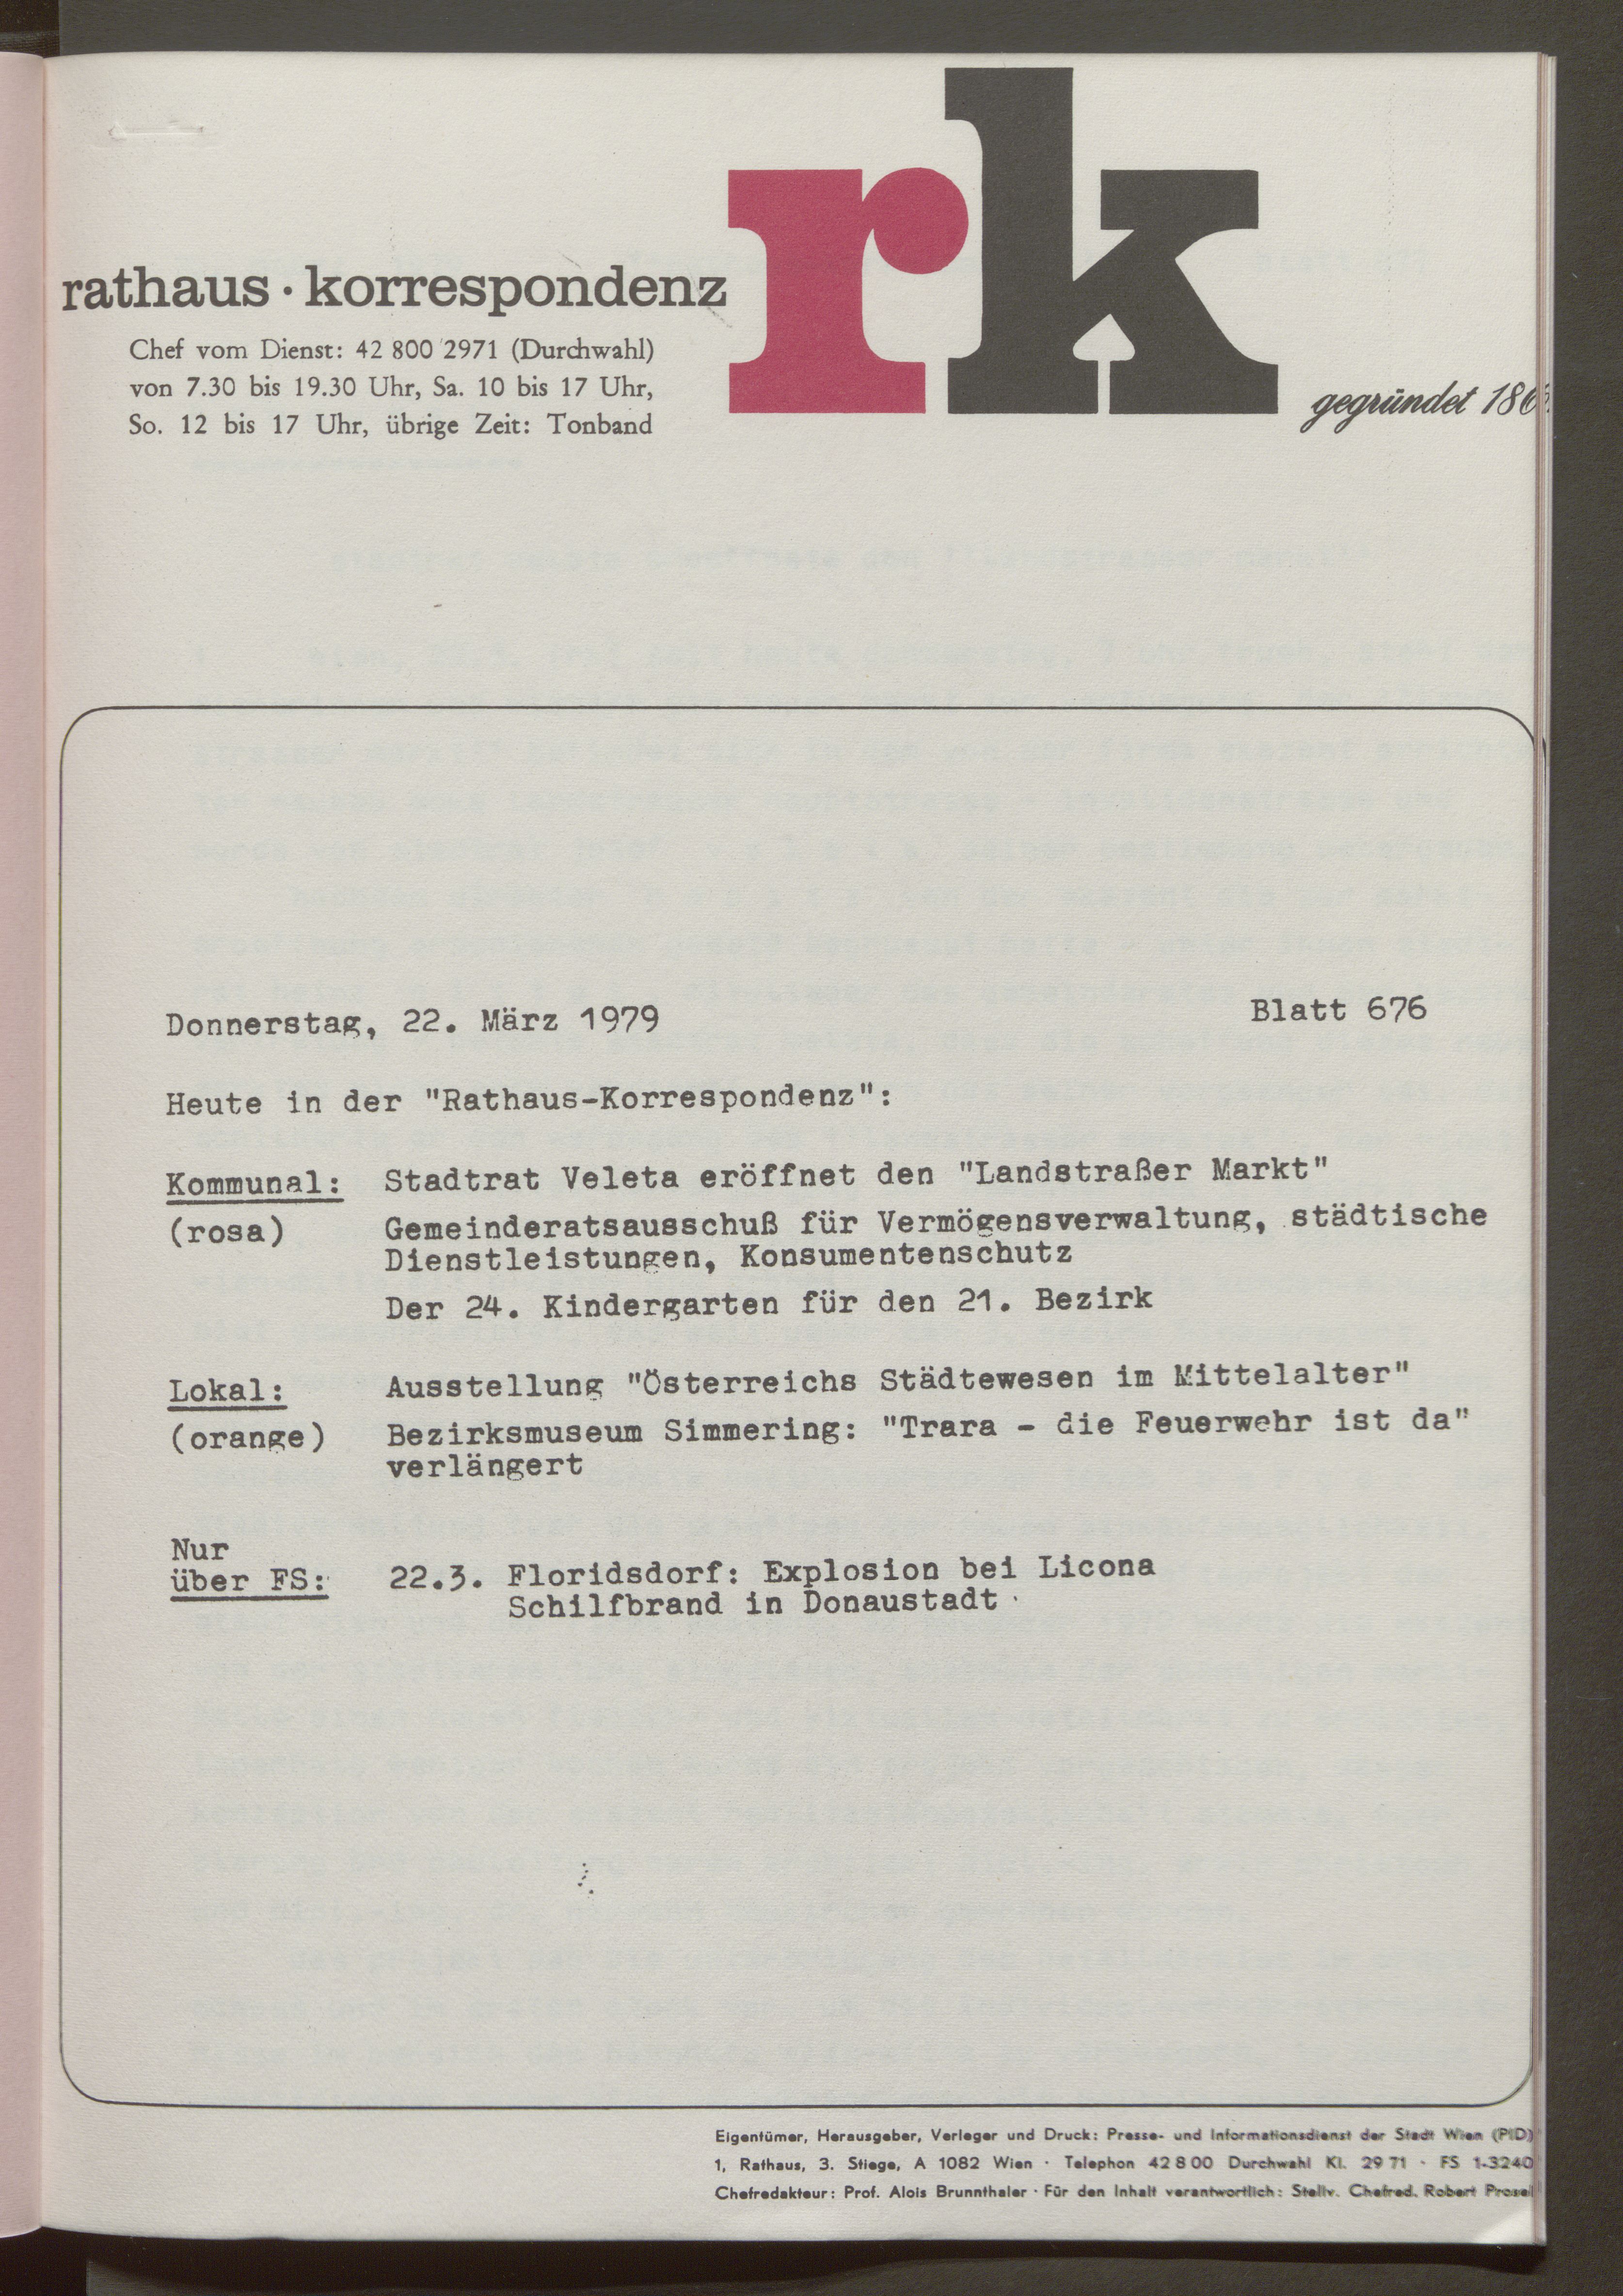 rk
rathaus · korrespondenz
Chef vom Dienst: 42 800 2971 (Durchwahl)
von 7.30 bis 19.30 Uhr, Sa. 10 bis 17 Uhr,
So. 12 bis 17 Uhr, übrige Zeit: Tonband
gegründet
Donnerstag, 22. März 1979
Blatt 676
Heute in der "Rathaus-Korrespondenz":
Kommunal: Stadtrat Veleta eröffnet den "Landstraßer Markt"
(rosa) Gemeinderatsausschuß für Vermögensverwaltung, städtische
Dienstleistungen, Konsumentenschutz
Der 24. Kindergarten für den 21. Bezirk
Lokal: Ausstellung "Österreichs Städtewesen im Mittelalter"
(orange) Bezirksmuseum Simmering: "Trara - die Feuerwehr ist da"
verlängert
Nur
über FS: 22.3. Floridsdorf: Explosion bei Licona
Schilfbrand in Donaustadt
Eigentümer, Herausgeber, Verleger und Druck: Presse- und Informationsdienst der Stadt Wien (PID)
1, Rathaus, 3. Stiege, A 1082 Wien · Telephon 42 8 00 Durchwahl Kl. 29 71 · FS 1-3240
Chefredakteur: Prof. Alois Brunnthaler · Für den Inhalt verantwortlich: Stellv. Chefred. Robert